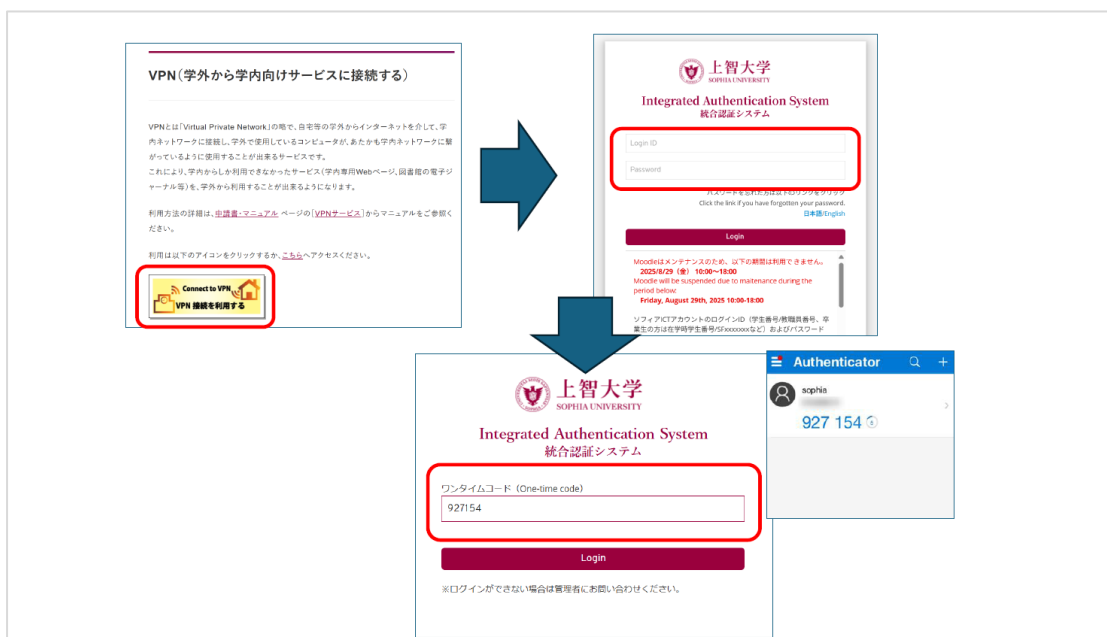 VPN(学外から学内向けサービスに接続する)
VPNとは「Virtual Private Network」の略で、自宅等の学外からインターネットを介して、学
内ネットワークに接続し、学外で使用しているコンピュータが、あたかも学内ネットワークに繋
がっているように使用することが出来るサービスです。
これにより、学内からしか利用できなかったサービス(学内専用Webページ、図書館の電子ジ
ャーナル等)を、学外から利用することが出来るようになります。
利用方法の詳細は、申請書・マニュアル ページの[VPNサービス]からマニュアルをご参照く
ださい。
利用は以下のアイコンをクリックするか、こちらへアクセスください。
Connect to VPN
VPN 接続を利用する
上智大学
SOPHIA UNIVERSITY
Integrated Authentication System
統合認証システム
Login ID
Password
パスワードを忘れた方は以下のリンクをクリック
Click the link if you have forgotten your password.
日本語/English
Login
Moodleはメンテナンスのため、以下の期間は利用できません。
2025/8/29(金) 10:00〜18:00
Moodle will be suspended due to maitenance during the
period below:
Friday, August 29th, 2025 10:00-18:00
ソフィアICTアカウントのログインID(学生番号/教職員番号、卒
業生の方は在学時学生番号/SFxxxxxxxなど)およびパスワード
上智大学
SOPHIA UNIVERSITY
Integrated Authentication System
統合認証システム
ワンタイムコード(One-time code)
927154
Login
※ログインができない場合は管理者にお問い合わせください。
Authenticator
sophia
927 154